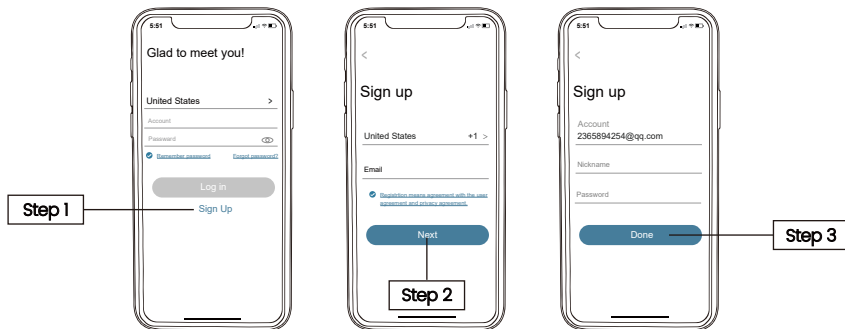 5:51
Glad to meet you!
United States >
Account
Password
Remember password Forgot password?
Log in
Sign Up
Step 1
5:51
<
Sign up
United States +1 >
Email
Registrtion means agreement with the user
agreement and privacy agreement.
Next
Step 2
5:51
<
Sign up
Account
2365894254@qq.com
Nickname
Password
Done
Step 3